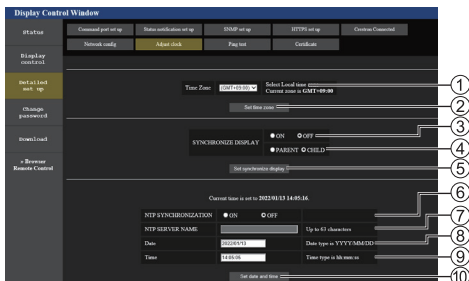 Display Control Window
Status
Display control
Detailed set up
Change password
Download
» Browser Remote Control
Command port set up
Status notification set up
SNMP set up
HTTPS set up
Crestron Connected
Network config
Adjust clock
Ping test
Certificate
Time Zone
(GMT+09:00)
Select Local time
Current zone is GMT+09:00
Set time zone
SYNCHRONIZE DISPLAY
ON OFF
PARENT CHILD
Set synchronize display
Current time is set to 2022/01/13 14:05:16.
NTP SYNCHRONIZATION ON OFF
NTP SERVER NAME Up to 63 characters
Date 2022/01/13 Date type is YYYY/MM/DD
Time 14:05:05 Time type is hh:mm:ss
Set date and time
1
2
3
4
5
6
7
8
9
10